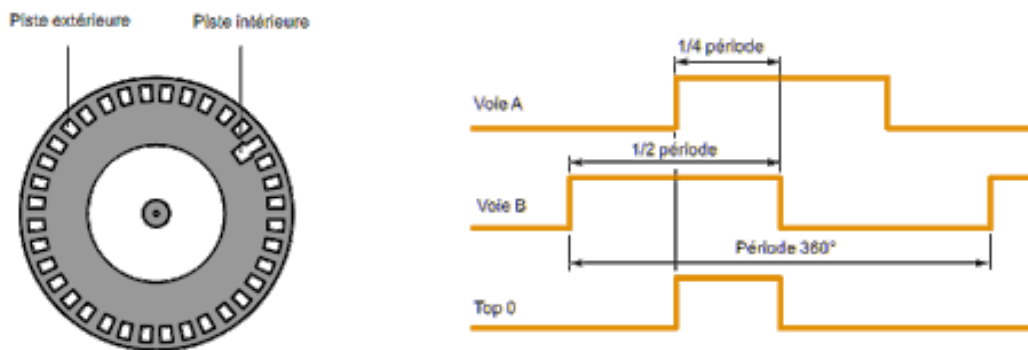 Piste extérieure
Piste intérieure
1/4 période
Voie A
1/2 période
Voie B
Période 360°
Top 0